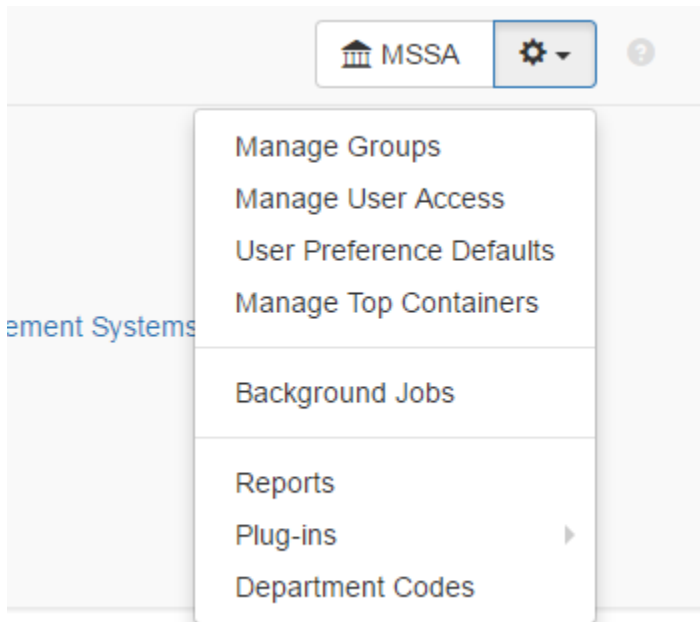 MSSA
?
Manage Groups
Manage User Access
User Preference Defaults
Manage Top Containers
ement Systems
Background Jobs
Reports
Plug-ins
Department Codes